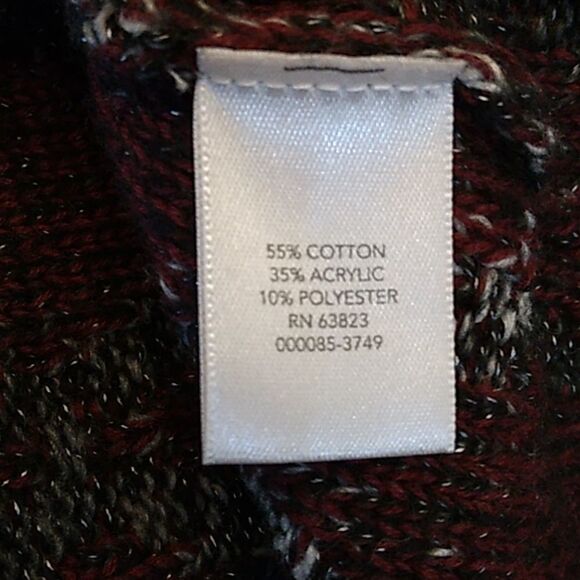 55% COTTON
35% ACRYLIC
10% POLYESTER
RN 63823
000085-3749